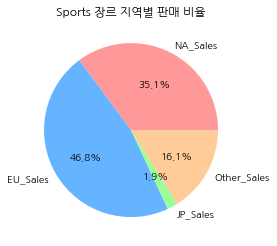 Sports 장르 지역별 판매 비율
NA_Sales
35,1%
EU_Sales
46,8%
JP_Sales
1,9%
Other_Sales
16,1%